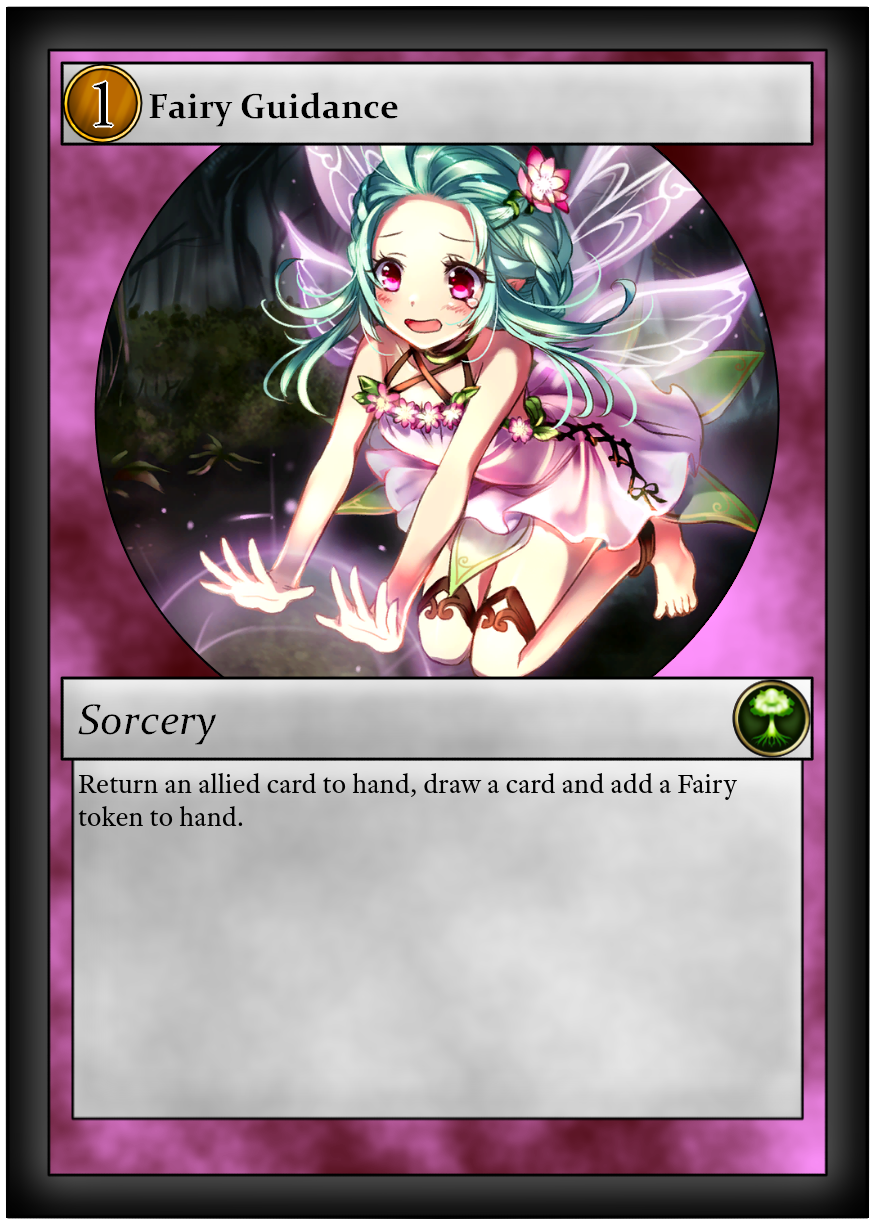 1
Fairy Guidance
Sorcery
Return an allied card to hand, draw a card and add a Fairy
token to hand.